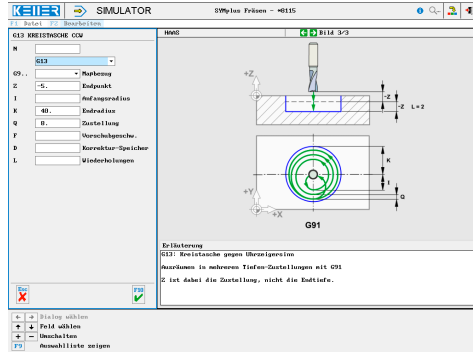 KELLER SIMULATOR SYMplus Fräsen - *8115
F1 Datei F2 Bearbeiten
G13 KREISTASCHE CCW
N
G13
G9.. Maßbezug
Z -5. Endpunkt
I Anfangsradius
K 40. Endradius
Q 8. Zustellung
F Vorschubgeschw.
D Korrektur-Speicher
L Wiederholungen
Esc
F10
HAAS Bild 3/3
+Z
-Z
-Z L=2
K
I
Q
+Y
+X
G91
Erläuterung
G13: Kreistasche gegen Uhrzeigersinn
Ausräumen in mehreren Tiefen-Zustellungen mit G91
Z ist dabei die Zustellung, nicht die Endtiefe.
Dialog wählen
Feld wählen
+ - Umschalten
F9 Auswahlliste zeigen